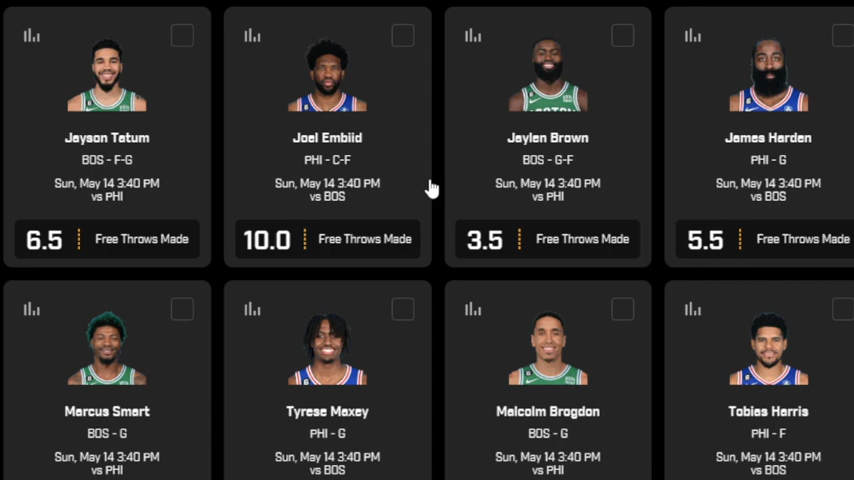 Jayson Tatum
BOS - F-G
Sun, May 14 3:40 PM
vs PHI
6.5 Free Throws Made
Joel Embiid
PHI - C-F
Sun, May 14 3:40 PM
vs BOS
10.0 Free Throws Made
Jaylen Brown
BOS - G-F
Sun, May 14 3:40 PM
vs PHI
3.5 Free Throws Made
James Harden
PHI - G
Sun, May 14 3:40 PM
vs BOS
5.5 Free Throws Made
Marcus Smart
BOS - G
Sun, May 14 3:40 PM
vs PHI
Tyrese Maxey
PHI - G
Sun, May 14 3:40 PM
vs BOS
Malcolm Brogdon
BOS - G
Sun, May 14 3:40 PM
vs PHI
Tobias Harris
PHI - F
Sun, May 14 3:40 PM
vs BOS